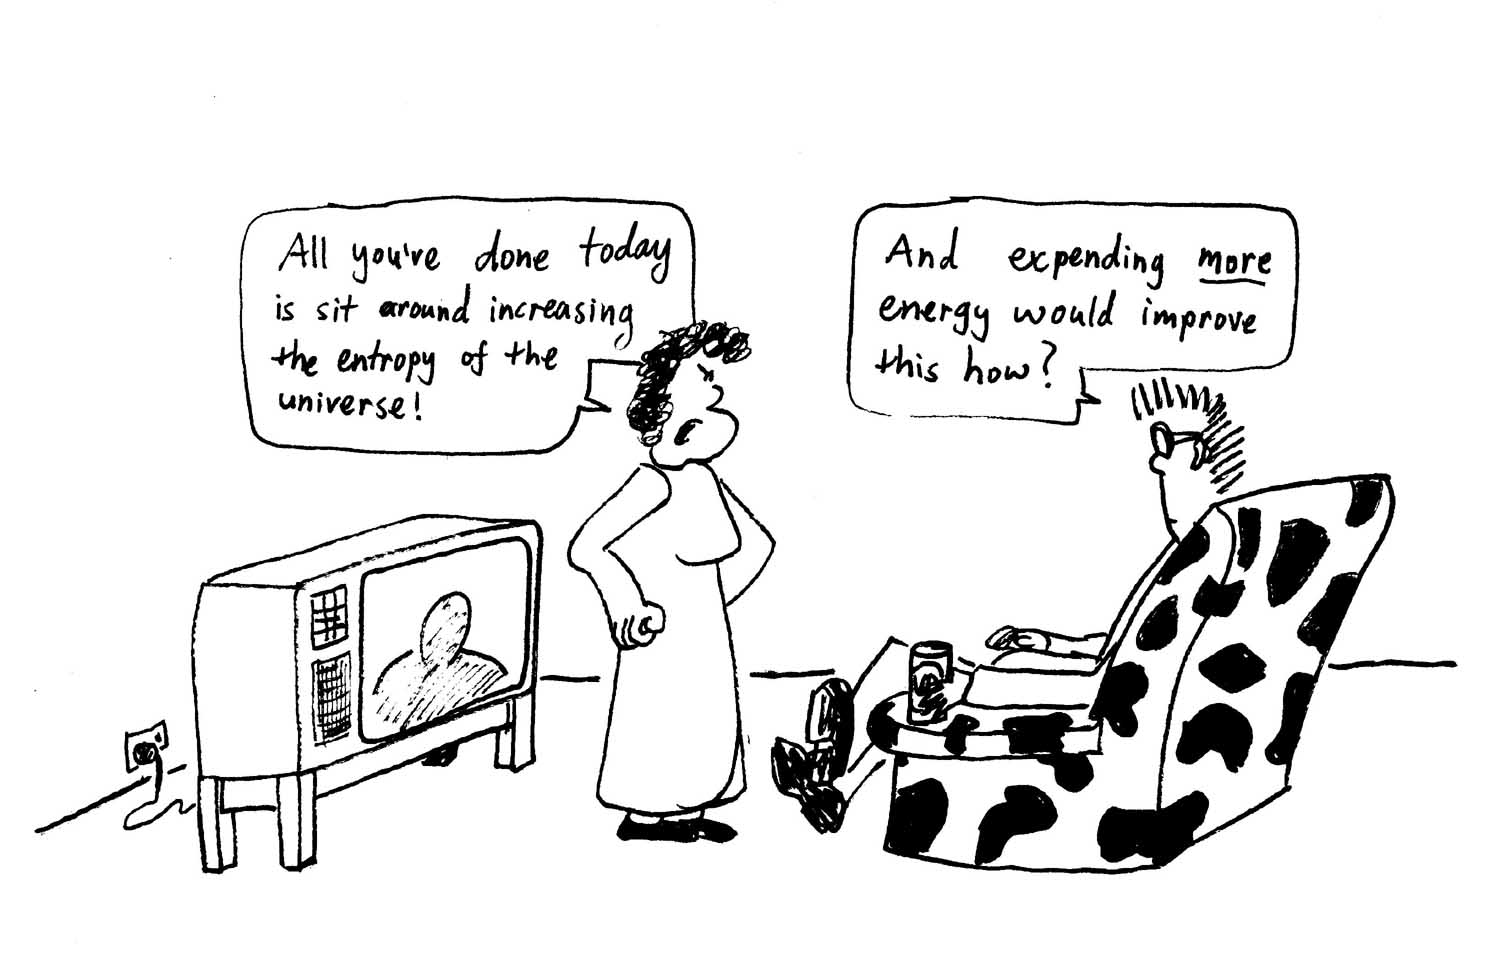 All you've done today
is sit around increasing
the entropy of the
universe!
And expending more
energy would improve
this how?